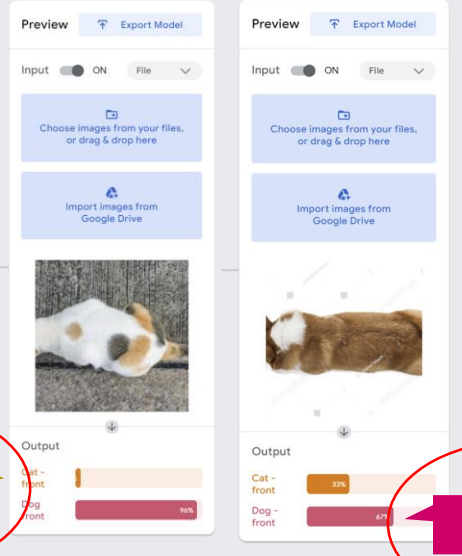 Preview
Export Model
Input
ON
File
Choose images from your files,
or drag & drop here
Import images from
Google Drive
Output
Cat -
front
Dog
front
96%
Preview
Export Model
Input
ON
File
Choose images from your files,
or drag & drop here
Import images from
Google Drive
Output
Cat -
front
33%
Dog -
front
67%